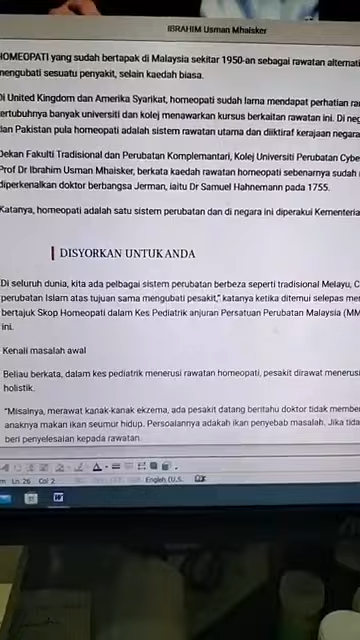 IBRAHIM Usman Mhaisker
HOMEOPATI yang sudah bertapak di Malaysia sekitar 1950-an sebagai rawatan alternati
mengubati sesuatu penyakit, selain kaedah biasa.
Di United Kingdom dan Amerika Syarikat, homeopati sudah lama mendapat perhatian
tertubuhnya banyak universiti dan kolej menawarkan kursus berkaitan rawatan ini. Di
dan Pakistan pula homeopati adalah sistem rawatan utama dan diiktiraf kerajaan negara
Dekan Fakulti Tradisional dan Perubatan Komplementari, Kolej Universiti Perubatan Cybe
Prof Dr Ibrahim Usman Mhaisker, berkata kaedah rawatan homeopati sebenarnya sudah
diperkenalkan doktor berbangsa Jerman, iaitu Dr Samuel Hahnemann pada 1755.
Katanya, homeopati adalah satu sistem perubatan dan di negara ini diperakui Kementeria
DISYORKAN UNTUK ANDA
Di seluruh dunia, kita ada pelbagai sistem perubatan berbeza seperti tradisional Melayu, C
perubatan Islam atas tujuan sama mengubati pesakit,” katanya ketika ditemui selepas
bertajuk Skop Homeopati dalam Kes Pediatrik anjuran Persatuan Perubatan Malaysia (MM
ini.
Kenali masalah awal
Beliau berkata, dalam kes pediatrik menerusi rawatan homeopati, pesakit dirawat menerusi
holistik.
“Misalnya, merawat kanak-kanak ekzema, ada pesakit datang beritahu doktor tidak
anaknya makan ikan seumur hidup. Persoalannya adakah ikan penyebab masalah. Jika
beri penyelesaian kepada rawatan.
Ln 26 Col 2 English (U.S.